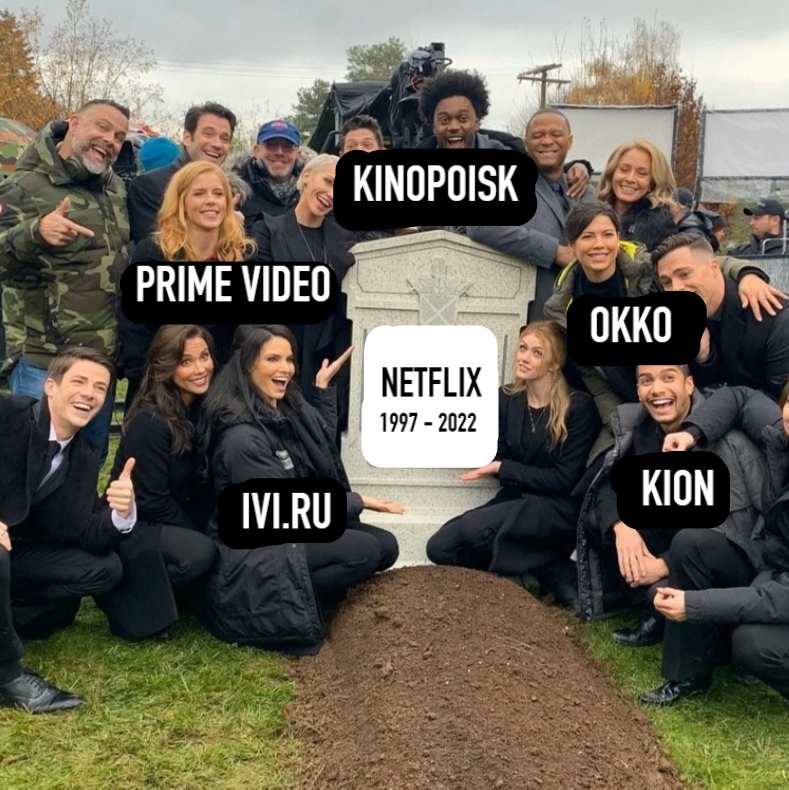 KINOPOISK
PRIME VIDEO
OKKO
NETFLIX
1997 - 2022
KION
IVI.RU